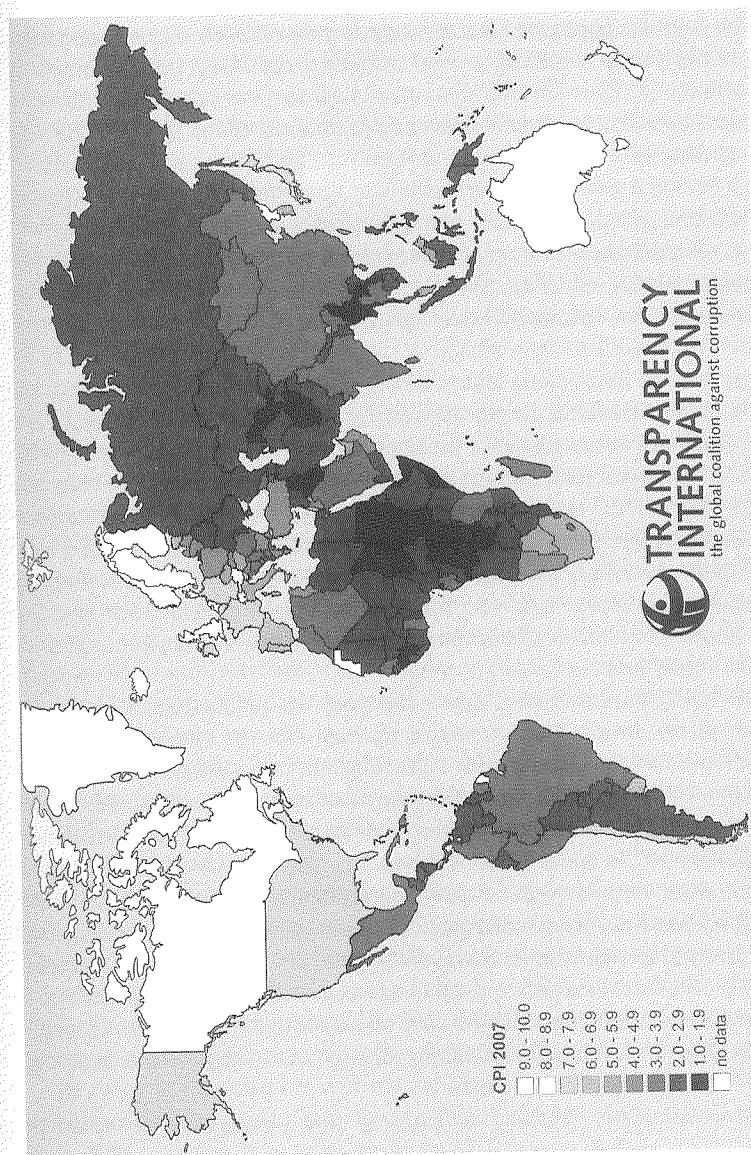 CPI 2007
9.0 - 10.0
8.0 - 8.9
7.0 - 7.9
6.0 - 6.9
5.0 - 5.9
4.0 - 4.9
3.0 - 3.9
2.0 - 2.9
1.0 - 1.9
no data
TRANSPARENCY
INTERNATIONAL
the global coalition against corruption